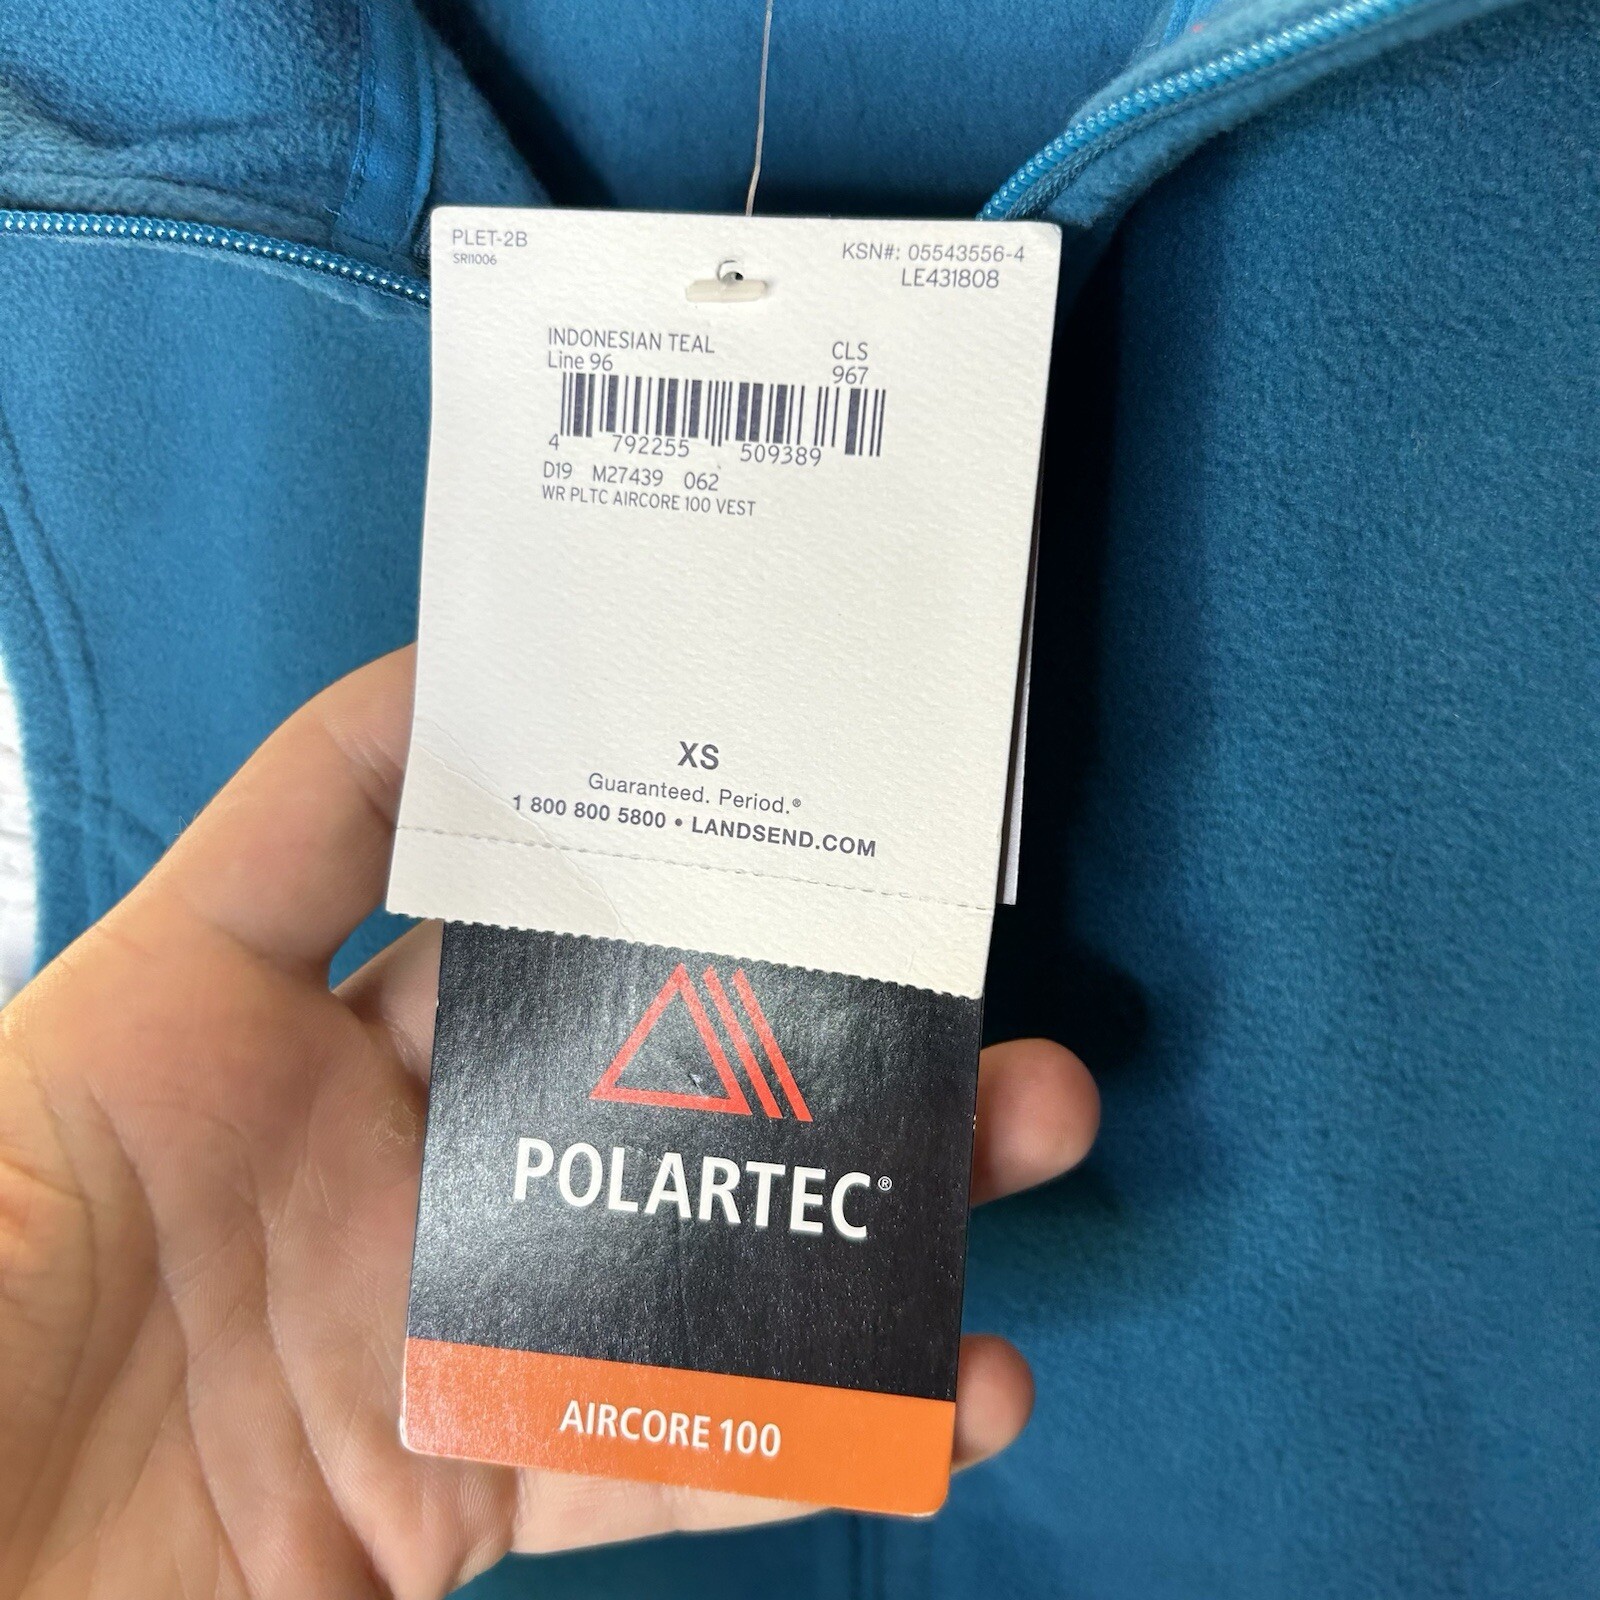 PLET-2B
SRI1006
KSN#: 05543556-4
LE431808
INDONESIAN TEAL
Line 96
CLS
967
4 792255 509389
D19 M27439 062
WR PLTC AIRCORE 100 VEST
XS
Guaranteed. Period.®
1 800 800 5800 • LANDSEND.COM
POLARTEC®
AIRCORE 100